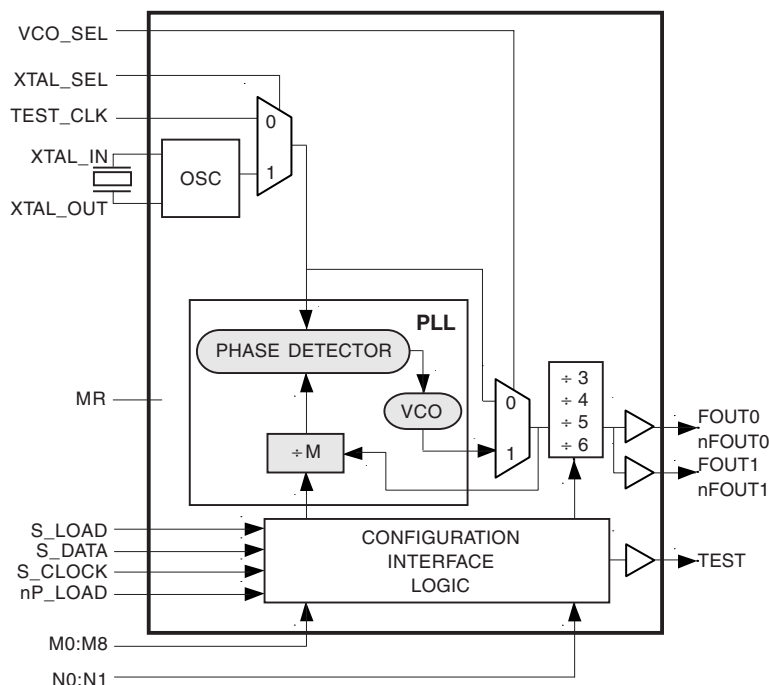 VCO_SEL
XTAL_SEL
TEST_CLK
0
XTAL_IN
OSC
1
XTAL_OUT
PLL
PHASE DETECTOR
÷ 3
÷ 4
÷ 5
÷ 6
MR
VCO
0
1
FOUT0
nFOUT0
FOUT1
nFOUT1
÷M
S_LOAD
S_DATA
S_CLOCK
nP_LOAD
CONFIGURATION
INTERFACE
LOGIC
TEST
M0:M8
N0:N1